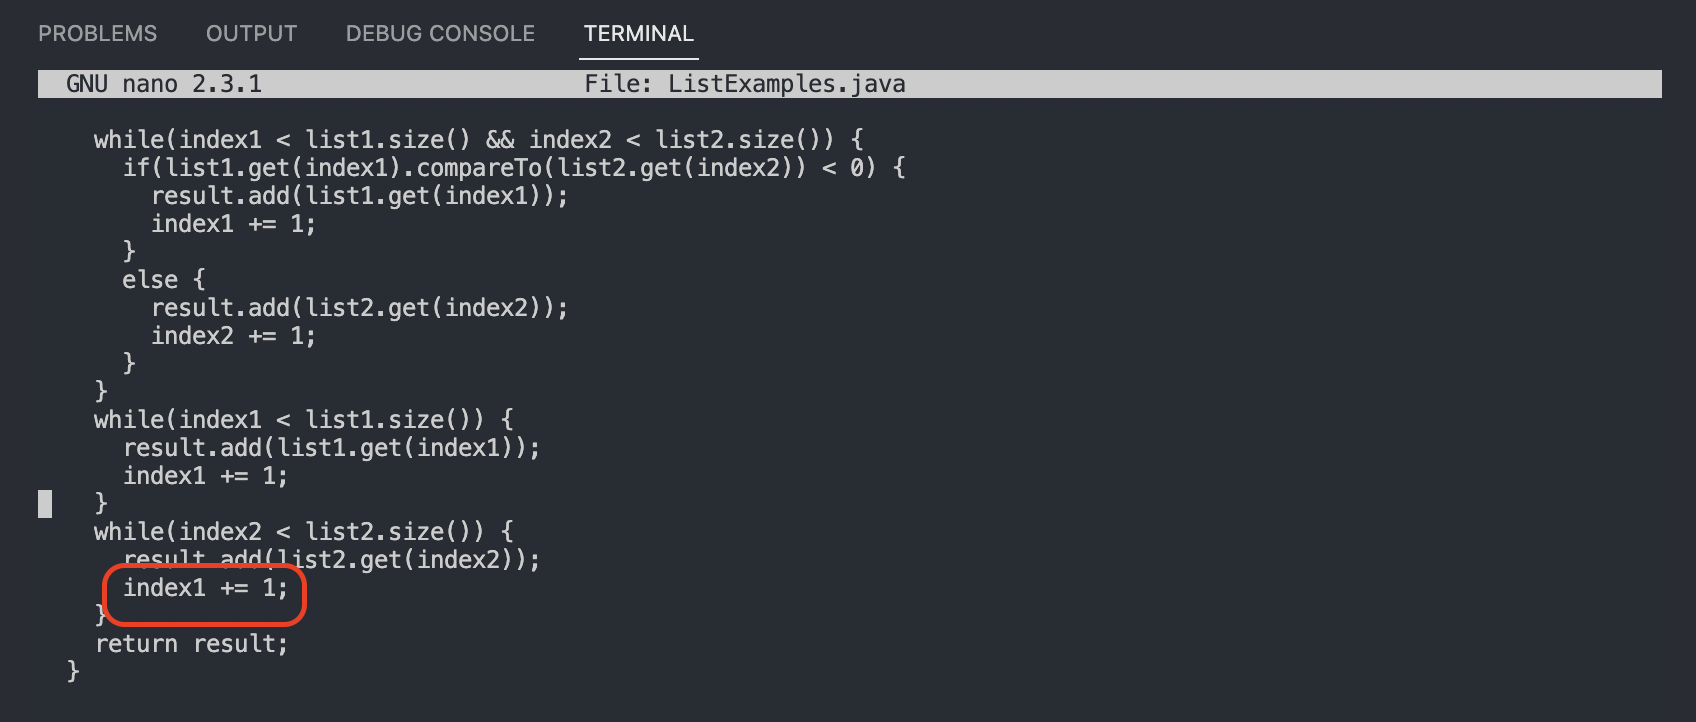 PROBLEMS OUTPUT DEBUG CONSOLE TERMINAL
GNU nano 2.3.1 File: ListExamples.java
while(index1 < list1.size() && index2 < list2.size()) {
if(list1.get(index1).compareTo(list2.get(index2)) < 0) {
result.add(list1.get(index1));
index1 += 1;
}
else {
result.add(list2.get(index2));
index2 += 1;
}
}
while(index1 < list1.size()) {
result.add(list1.get(index1));
index1 += 1;
}
while(index2 < list2.size()) {
result.add(list2.get(index2));
index1 += 1;
}
return result;
}